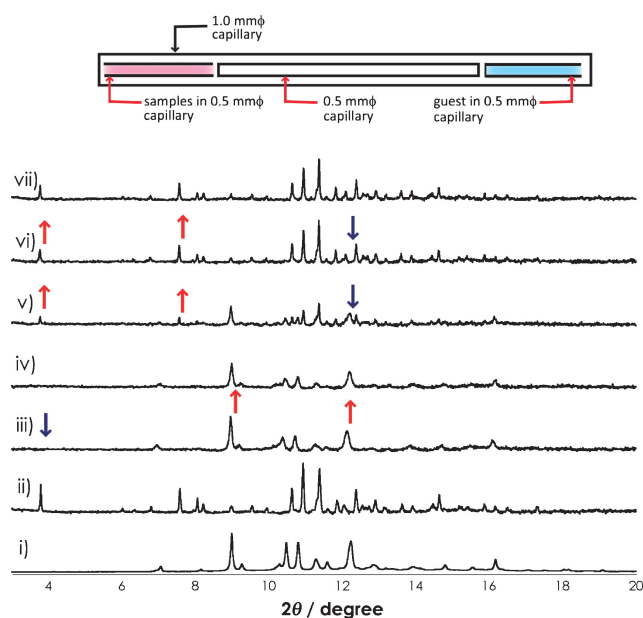 1.0 mmϕ
capillary
samples in 0.5 mmϕ
capillary
0.5 mmϕ
capillary
guest in 0.5 mmϕ
capillary
vii)
vi)
v)
iv)
iii)
ii)
i)
4 6 8 10 12 14 16 18 20
2θ / degree